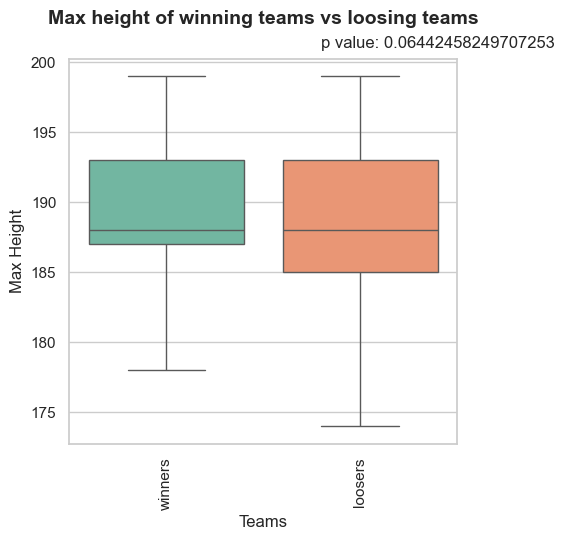 Max height of winning teams vs loosing teams
p value: 0.06442458249707253
200
195
190
185
180
175
Max Height
winners
loosers
Teams